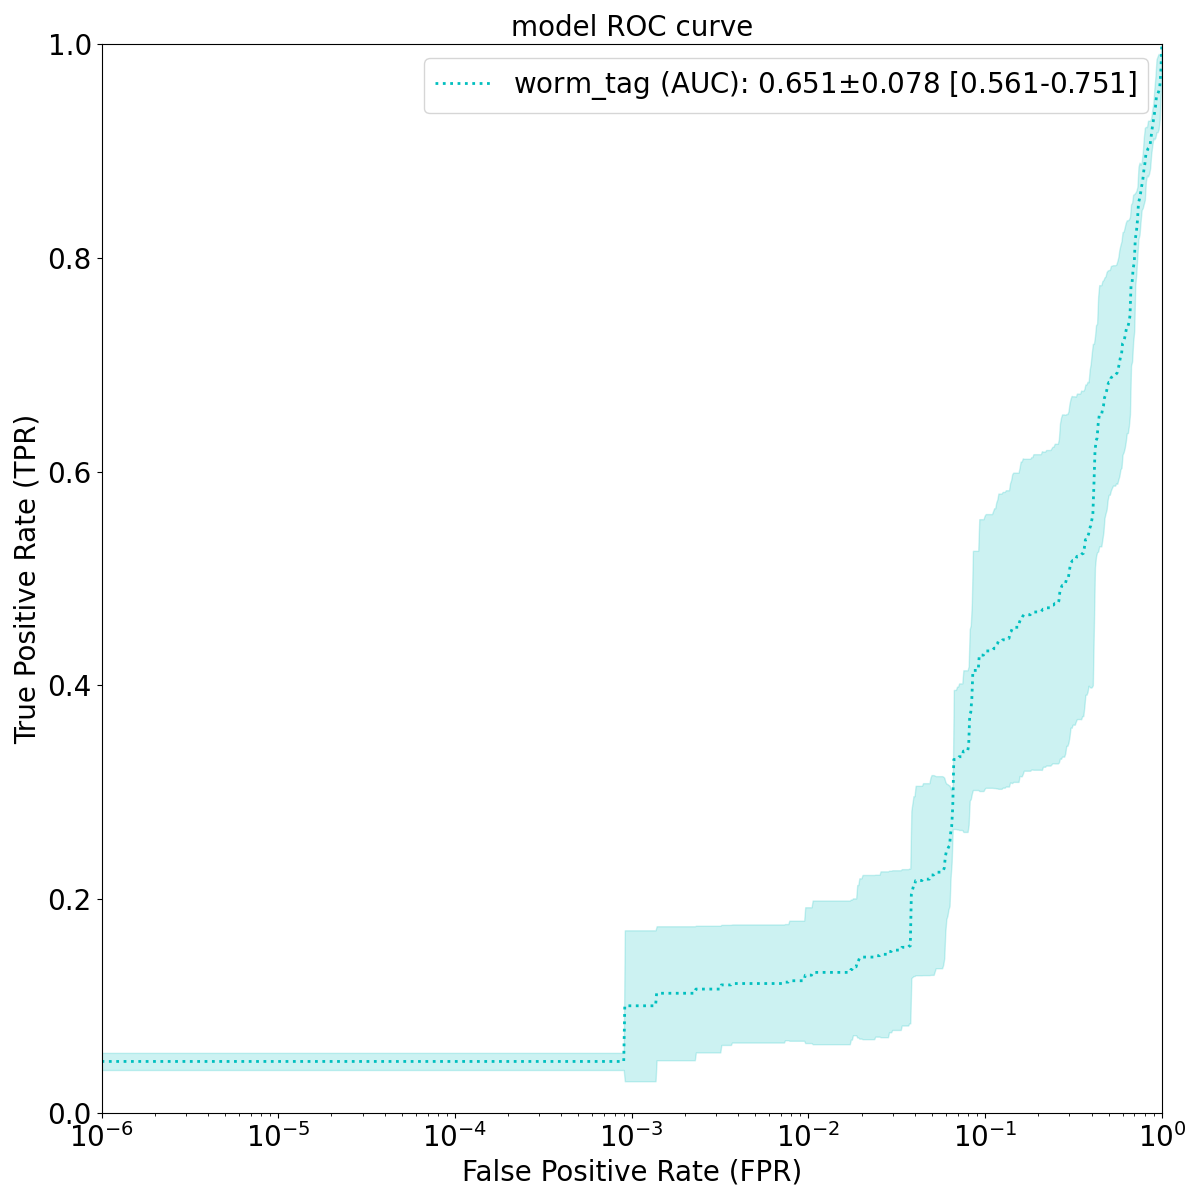 model ROC curve
worm_tag (AUC): 0.651±0.078 [0.561-0.751]
1.0
0.8
0.6
0.4
0.2
0.0
True Positive Rate (TPR)
10⁻⁶ 10⁻⁵ 10⁻⁴ 10⁻³ 10⁻² 10⁻¹ 10⁰
False Positive Rate (FPR)